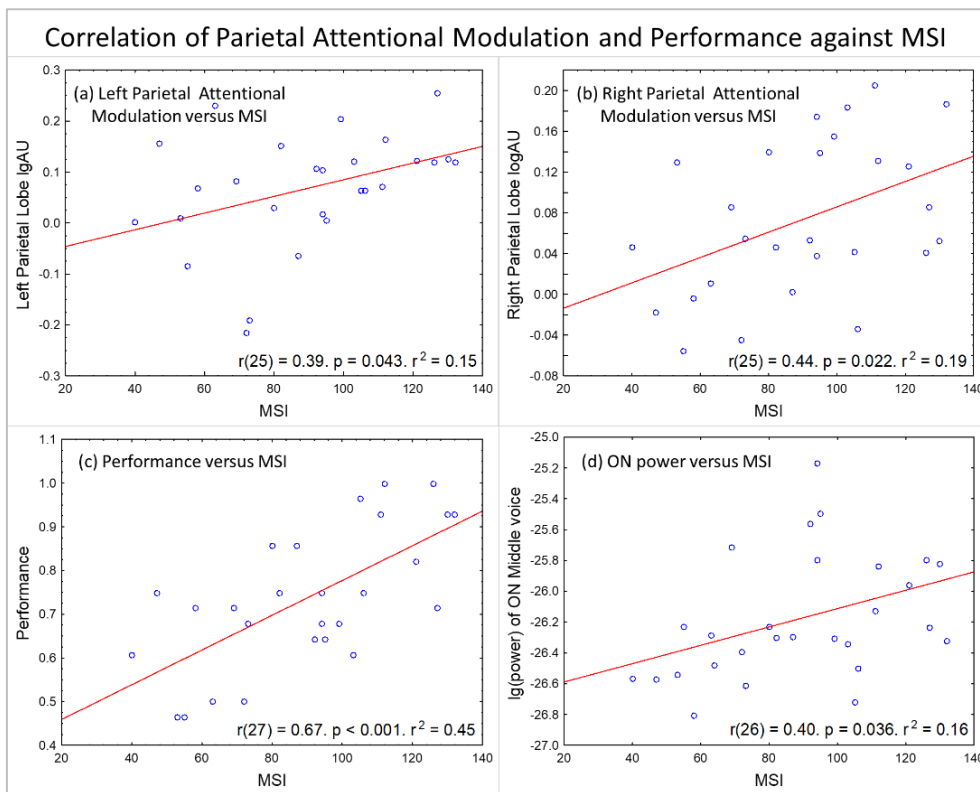 Correlation of Parietal Attentional Modulation and Performance against MSI
(a) Left Parietal Attentional
Modulation versus MSI
Left Parietal Lobe lgAU
0.3
0.2
0.1
0.0
-0.1
-0.2
-0.3
r(25) = 0.39. p = 0.043. r² = 0.15
20 40 60 80 100 120 140
MSI
(b) Right Parietal Attentional
Modulation versus MSI
Right Parietal Lobe logAU
0.20
0.16
0.12
0.08
0.04
0.00
-0.04
-0.08
r(25) = 0.44. p = 0.022. r² = 0.19
20 40 60 80 100 120 140
MSI
(c) Performance versus MSI
Performance
1.1
1.0
0.9
0.8
0.7
0.6
0.5
0.4
r(27) = 0.67. p < 0.001. r² = 0.45
20 40 60 80 100 120 140
MSI
(d) ON power versus MSI
lg(power) of ON Middle voice
-25.0
-25.2
-25.4
-25.6
-25.8
-26.0
-26.2
-26.4
-26.6
-26.8
-27.0
r(26) = 0.40. p = 0.036. r² = 0.16
20 40 60 80 100 120 140
MSI